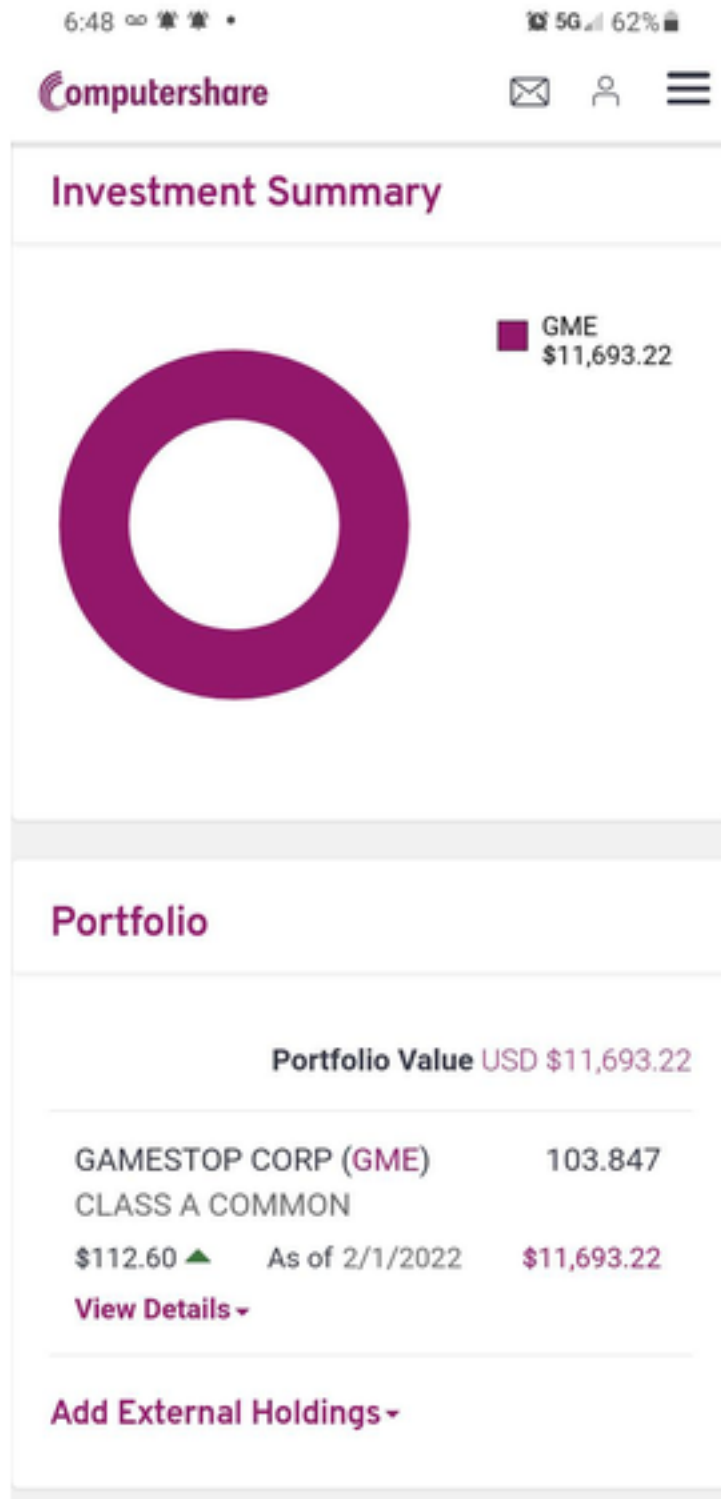 6:48
5G 62%
Computershare
Investment Summary
GME
$11,693.22
Portfolio
Portfolio Value USD $11,693.22
GAMESTOP CORP (GME) 103.847
CLASS A COMMON
$112.60 As of 2/1/2022 $11,693.22
View Details
Add External Holdings